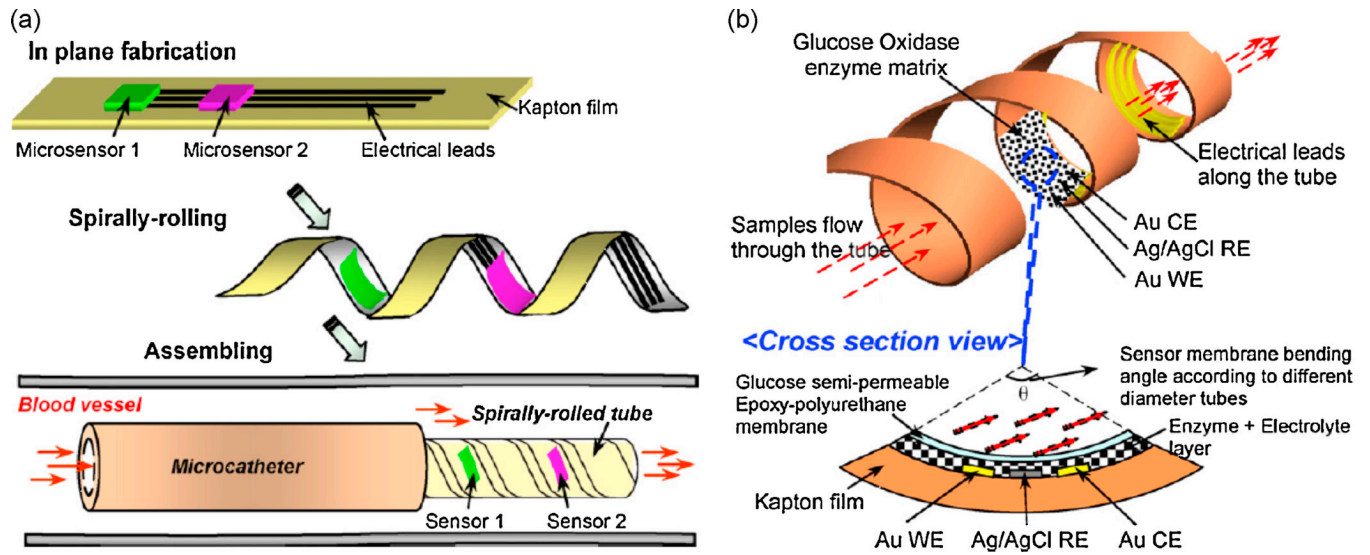 (a)
In plane fabrication
Kapton film
Microsensor 1
Microsensor 2
Electrical leads
Spirally-rolling
Assembling
Blood vessel
Spirally-rolled tube
Microcatheter
Sensor 1
Sensor 2
(b)
Glucose Oxidase
enzyme matrix
Electrical leads
along the tube
Samples flow
through the tube
Au CE
Ag/AgCl RE
Au WE
<Cross section view>
Sensor membrane bending
angle according to different
diameter tubes
θ
Glucose semi-permeable
Epoxy-polyurethane
membrane
Enzyme + Electrolyte
layer
Kapton film
Au WE
Ag/AgCl RE
Au CE